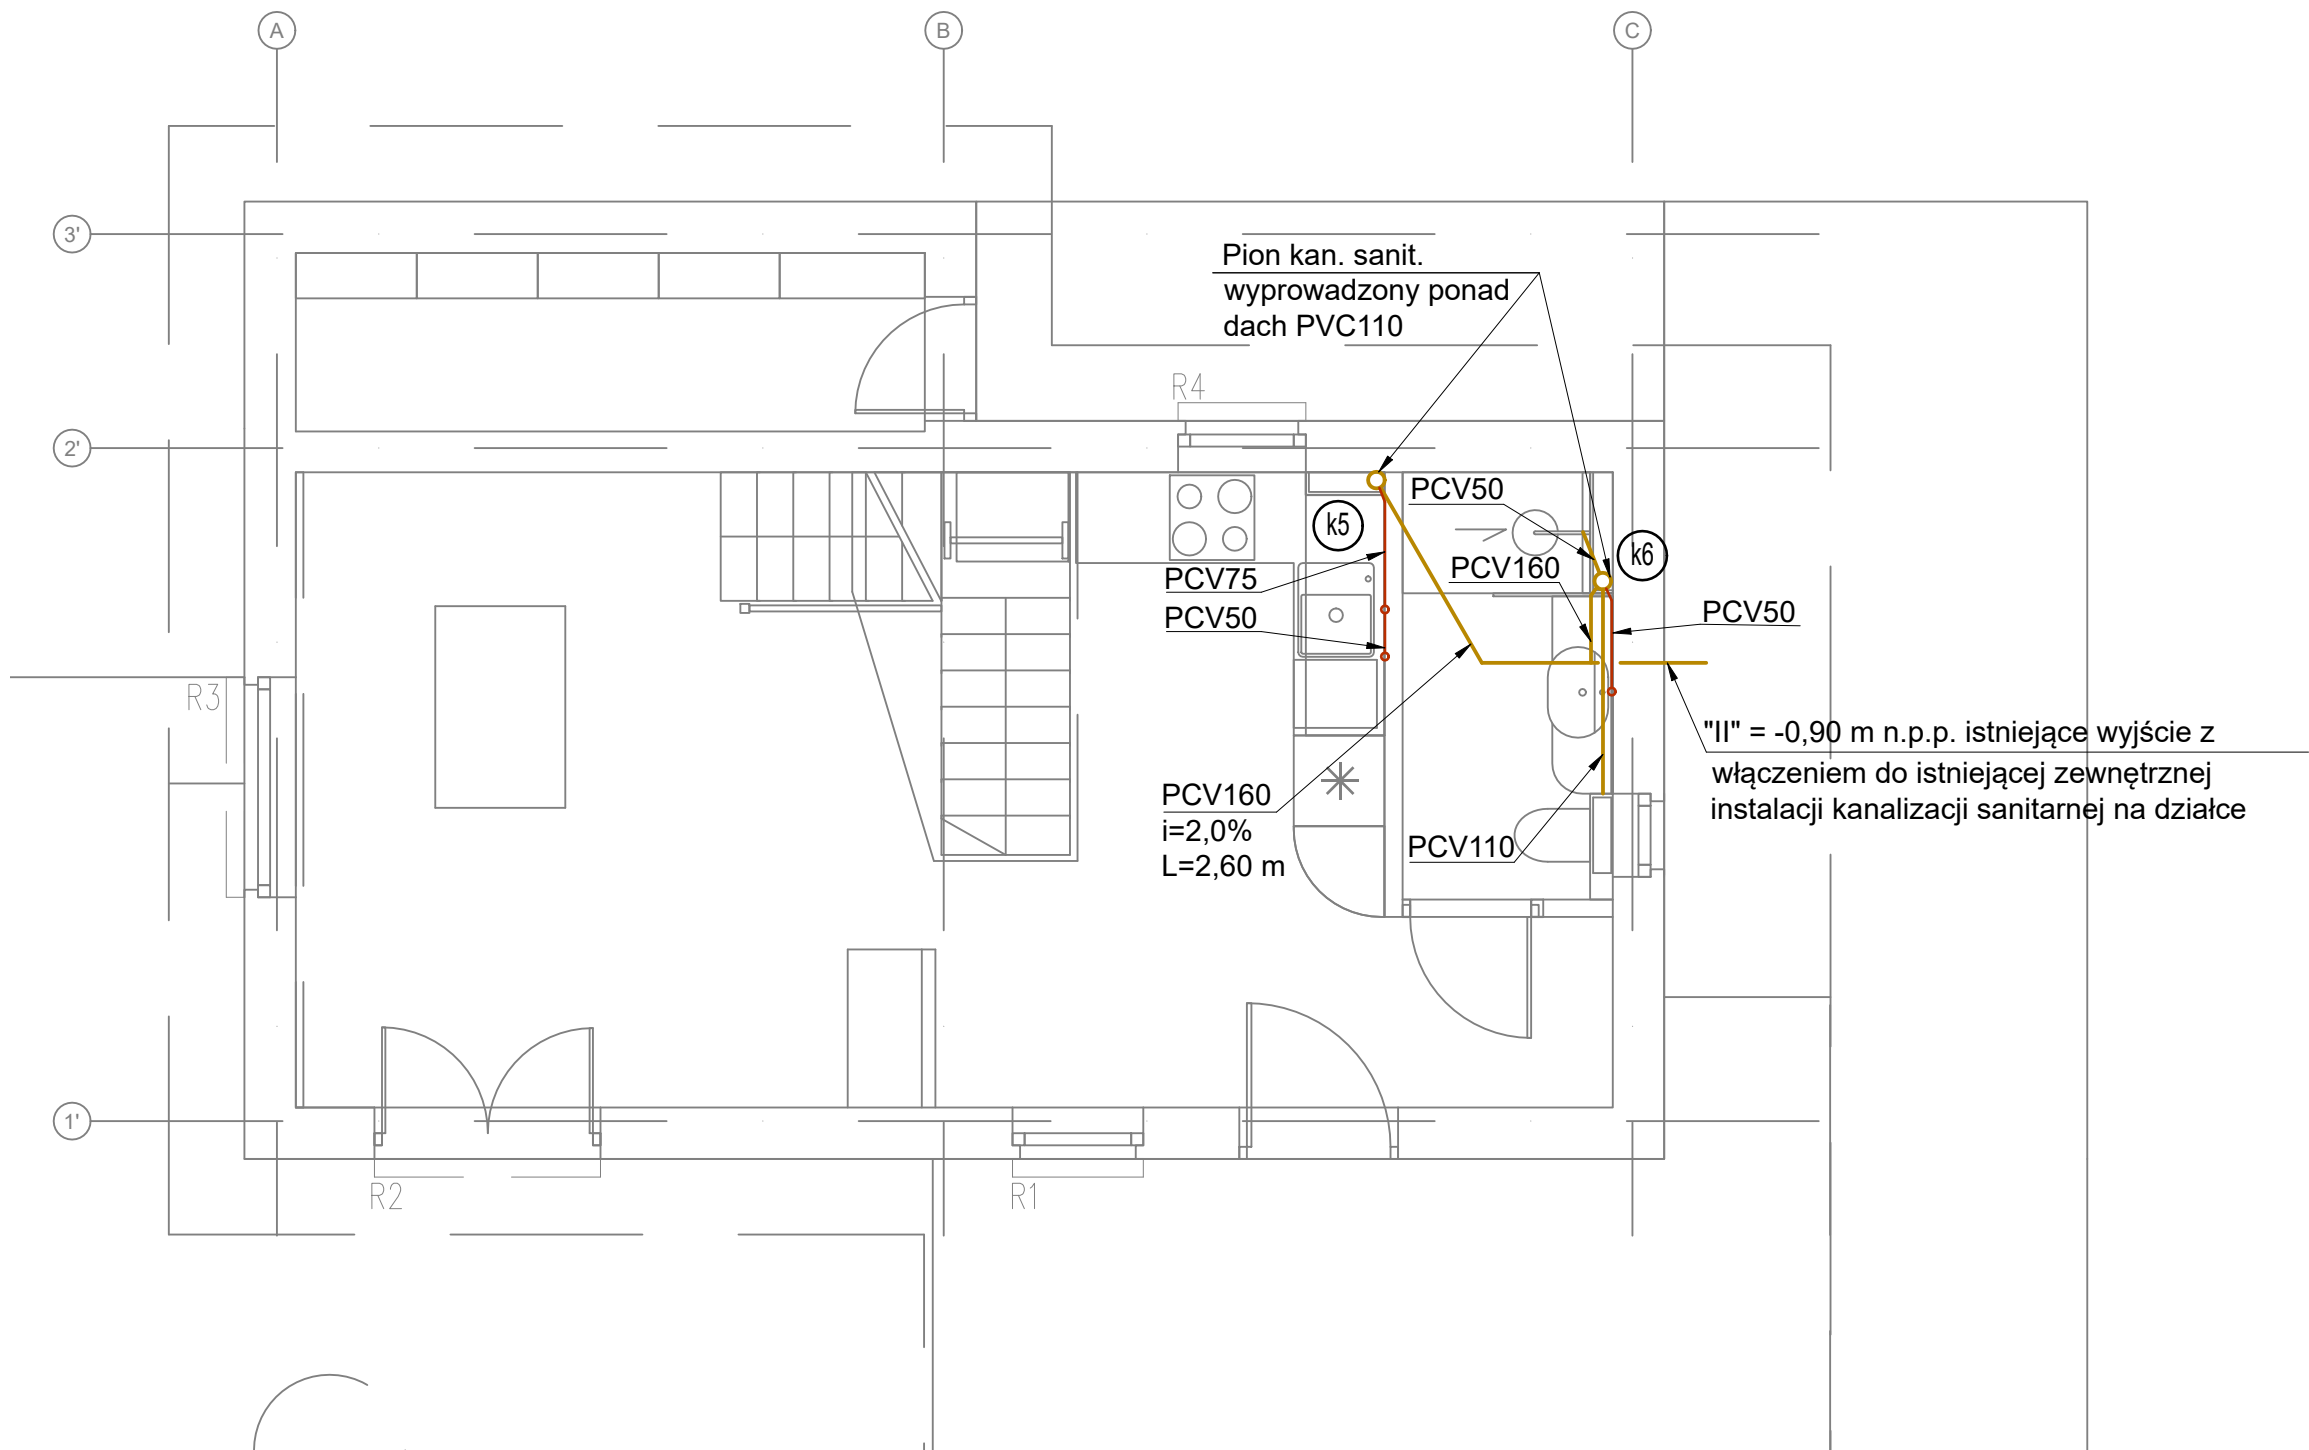 A
B
C
3'
Pion kan. sanit.
wyprowadzony ponad
dach PVC110
R4
2'
PCV50
k5
k6
PCV160
PCV75
PCV50
PCV50
R3
"II" = -0,90 m n.p.p. istniejące wyjście z
włączeniem do istniejącej zewnętrznej
instalacji kanalizacji sanitarnej na działce
PCV160
i=2,0%
L=2,60 m
PCV110
1'
R2
R1